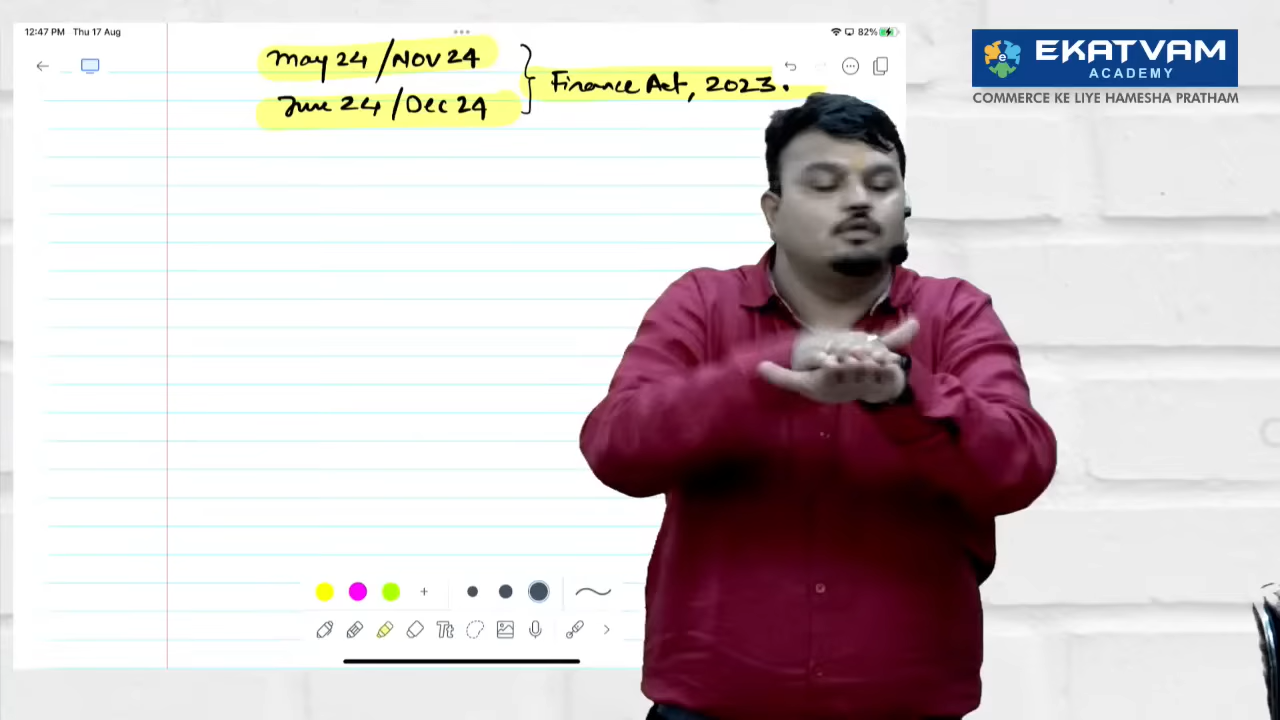 12:47 PM Thu 17 Aug
82%
May 24 / Nov 24
June 24 / Dec 24
Finance Act, 2023.
EKATVAM
ACADEMY
COMMERCE KE LIYE HAMESHA PRATHAM
Tt